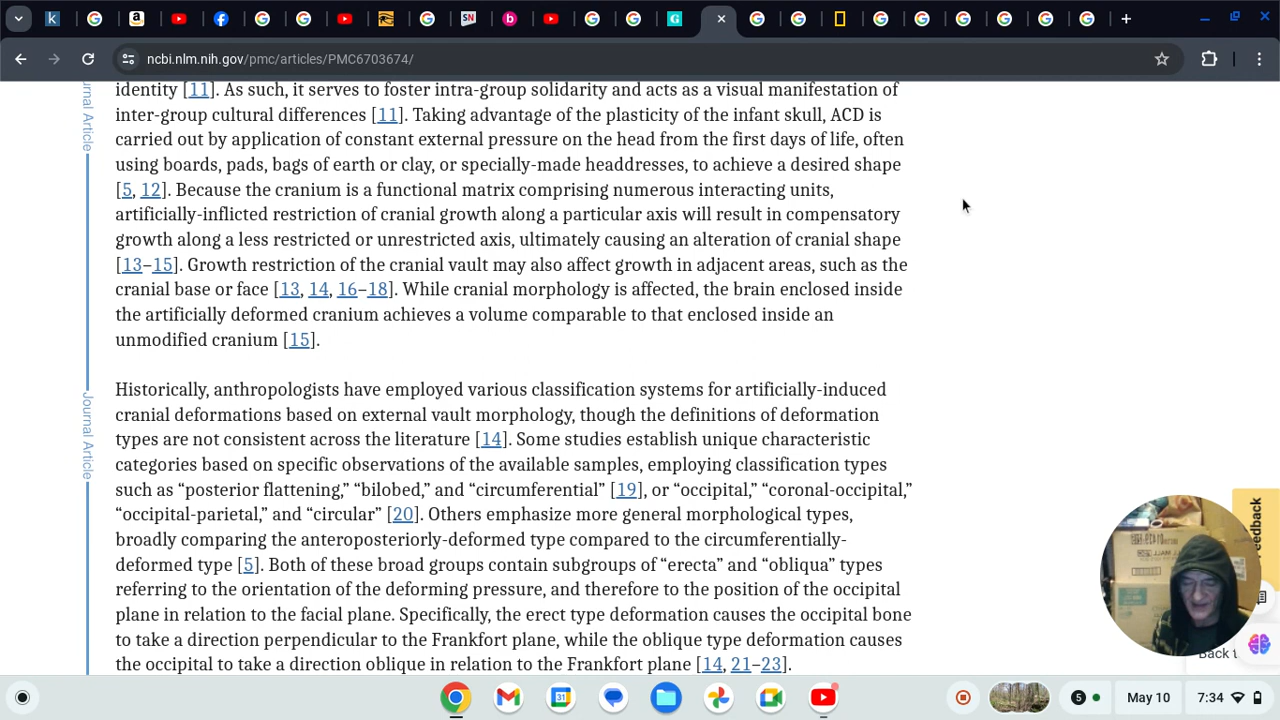 ncbi.nlm.nih.gov/pmc/articles/PMC6703674/
identity [11]. As such, it serves to foster intra-group solidarity and acts as a visual manifestation of
inter-group cultural differences [11]. Taking advantage of the plasticity of the infant skull, ACD is
carried out by application of constant external pressure on the head from the first days of life, often
using boards, pads, bags of earth or clay, or specially-made headdresses, to achieve a desired shape
[5, 12]. Because the cranium is a functional matrix comprising numerous interacting units,
artificially-inflicted restriction of cranial growth along a particular axis will result in compensatory
growth along a less restricted or unrestricted axis, ultimately causing an alteration of cranial shape
[13–15]. Growth restriction of the cranial vault may also affect growth in adjacent areas, such as the
cranial base or face [13, 14, 16–18]. While cranial morphology is affected, the brain enclosed inside
the artificially deformed cranium achieves a volume comparable to that enclosed inside an
unmodified cranium [15].
Historically, anthropologists have employed various classification systems for artificially-induced
cranial deformations based on external vault morphology, though the definitions of deformation
types are not consistent across the literature [14]. Some studies establish unique characteristic
categories based on specific observations of the available samples, employing classification types
such as “posterior flattening,” “bilobed,” and “circumferential” [19], or “occipital,” “coronal-occipital,”
“occipital-parietal,” and “circular” [20]. Others emphasize more general morphological types,
broadly comparing the anteroposteriorly-deformed type compared to the circumferentially-
deformed type [5]. Both of these broad groups contain subgroups of “erecta” and “obliqua” types
referring to the orientation of the deforming pressure, and therefore to the position of the occipital
plane in relation to the facial plane. Specifically, the erect type deformation causes the occipital bone
to take a direction perpendicular to the Frankfort plane, while the oblique type deformation causes
the occipital to take a direction oblique in relation to the Frankfort plane [14, 21–23].
urnal Article
Journal Article
eedback
Back t
5
May 10
7:34